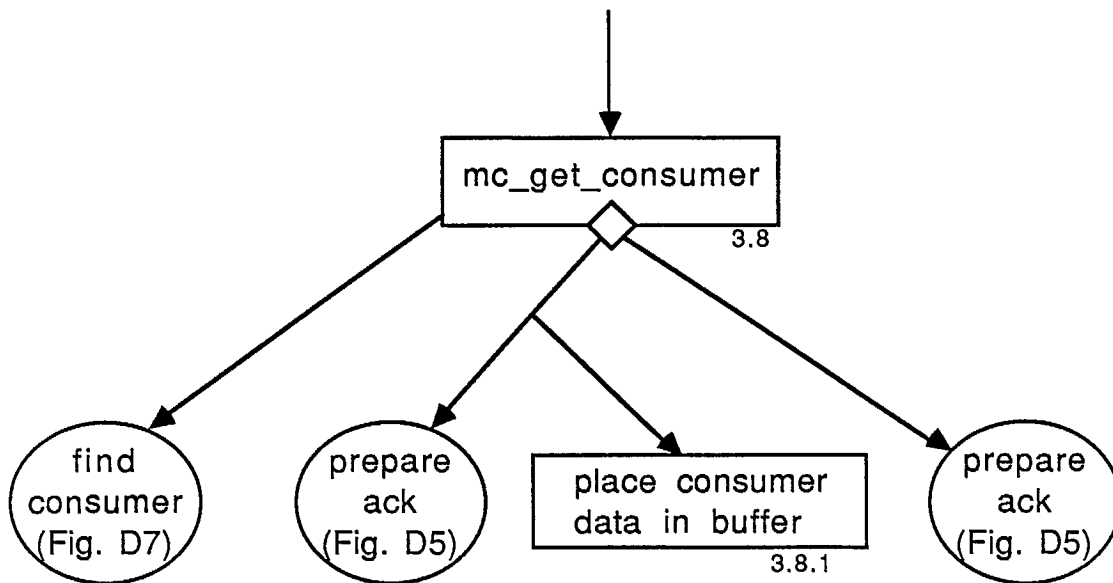 mc_get_consumer
3.8
find
consumer
(Fig. D7)
prepare
ack
(Fig. D5)
place consumer
data in buffer
3.8.1
prepare
ack
(Fig. D5)